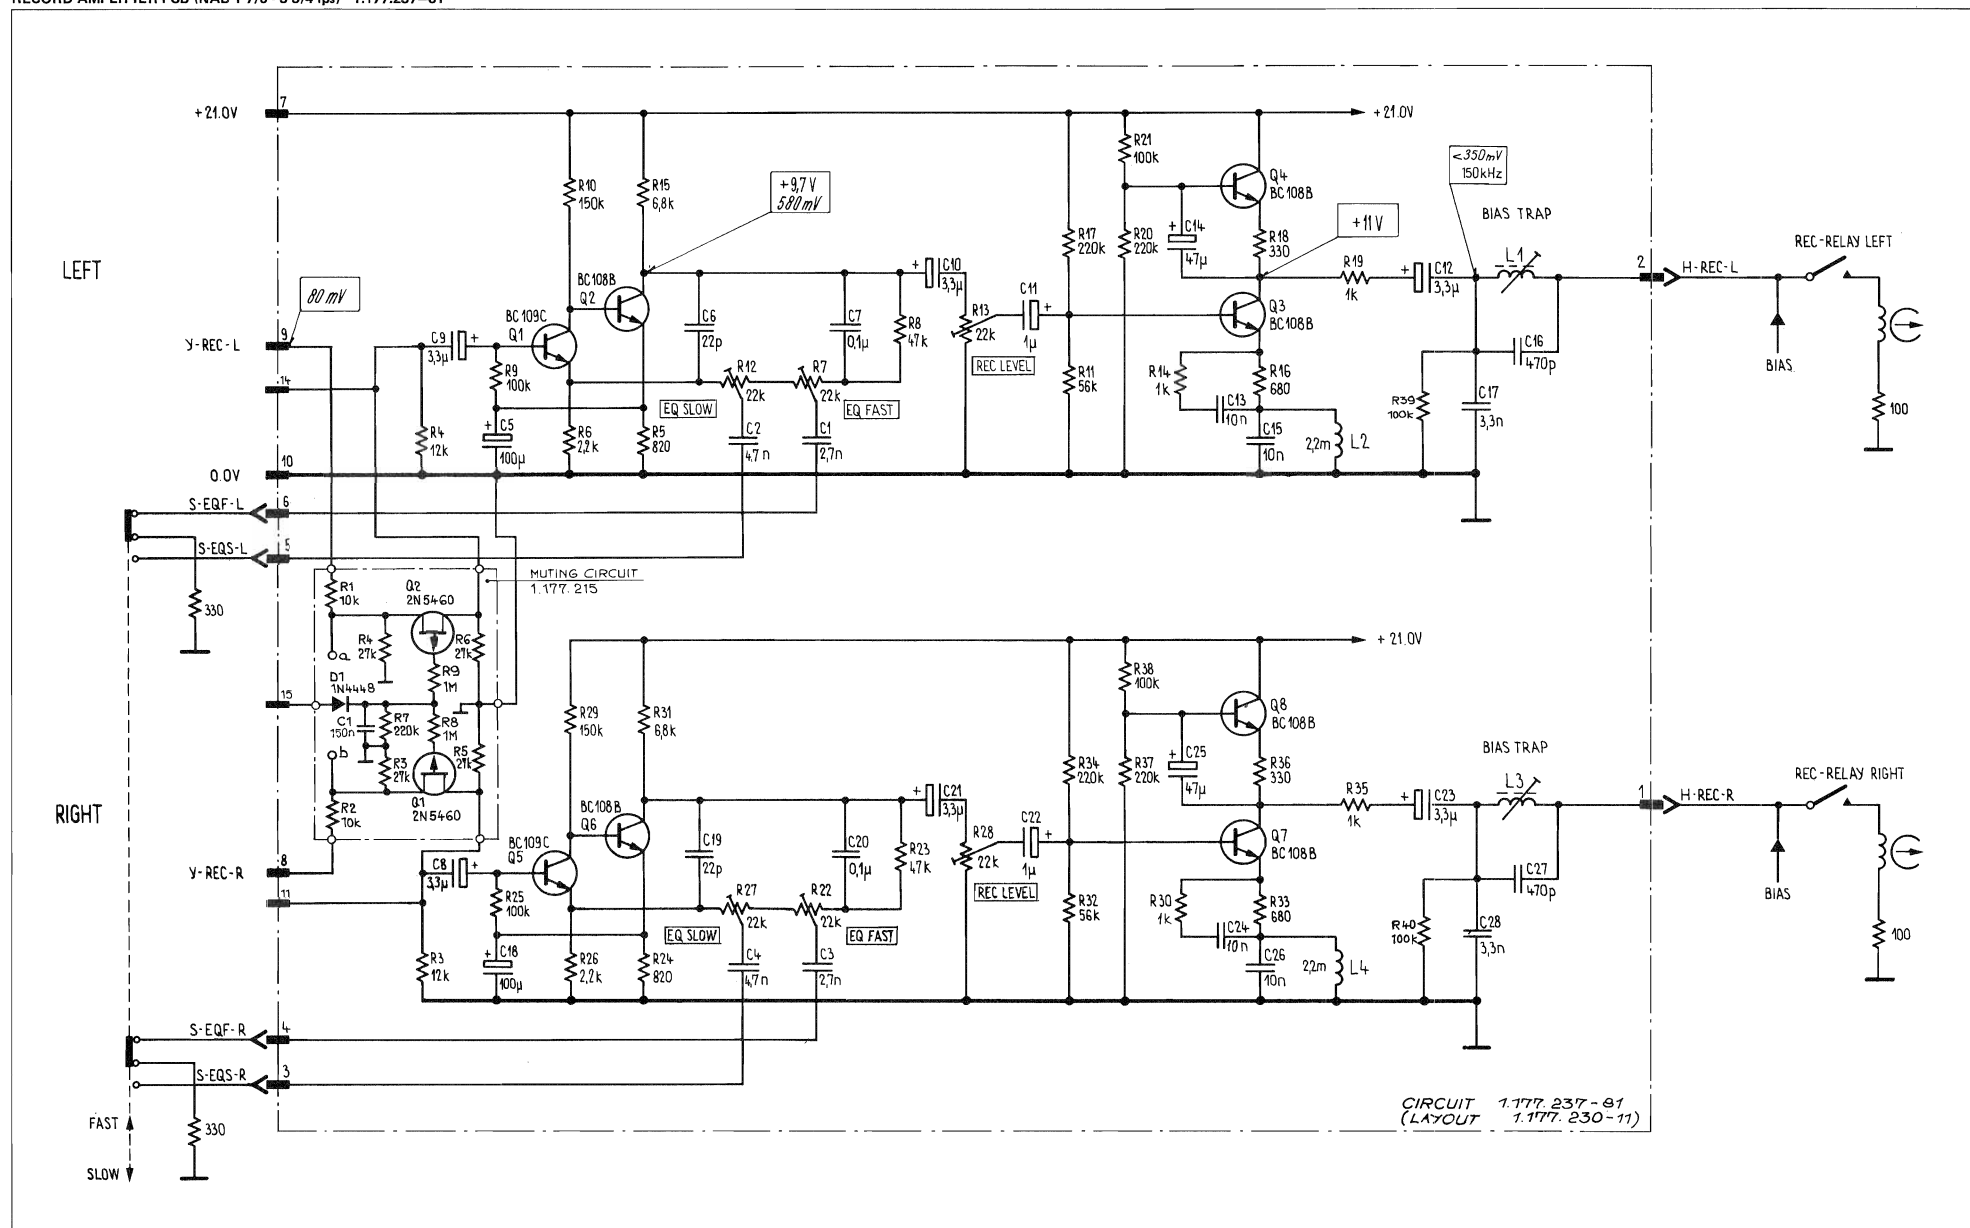 +21.0V
7
+21.0V
LEFT
R10
150k
R15
6,8k
+9,7 V
580mV
R21
100k
Q4
BC108B
<350mV
150kHz
BIAS TRAP
R17
220k
R20
220k
C14
+
47µ
R18
330
+11V
L1
REC-RELAY LEFT
2
H-REC-L
80 mV
BC108B
Q2
+
C10
3,3µ
R19
1k
+
C12
3,3µ
Y-REC-L
9
C9
+
3,3µ
BC109C
Q1
C6
22p
C7
0,1µ
R8
47k
R13
22k
REC LEVEL
C11
+
1µ
Q3
BC108B
C16
470p
BIAS
14
R9
100k
R12
22k
R7
22k
EQ SLOW
EQ FAST
R11
56k
R14
1k
R16
680
C13
10n
R39
100k
C17
3,3n
100
R4
12k
+
C5
100µ
R6
2,2k
R5
820
C2
4,7n
C1
2,7n
C15
10n
2,2m
L2
0.0V
10
S-EQF-L
6
S-EQS-L
5
330
MUTING CIRCUIT
1.177.215
R1
10k
Q2
2N5460
R4
27k
R6
27k
a
R9
1M
D1
1N4448
15
C1
150n
R7
220k
R8
1M
b
R3
27k
R5
27k
R2
10k
Q1
2N5460
+21.0V
R38
100k
Q8
BC108B
R29
150k
R31
6,8k
R34
220k
R37
220k
+
C25
47µ
R36
330
BIAS TRAP
L3
REC-RELAY RIGHT
RIGHT
1
H-REC-R
BC108B
Q6
+
C21
3,3µ
R35
1k
+
C23
3,3µ
Y-REC-R
8
C8
+
3,3µ
BC109C
Q5
C19
22p
C20
0,1µ
R23
47k
R28
22k
REC LEVEL
C22
+
1µ
Q7
BC108B
C27
470p
BIAS
11
R25
100k
R27
22k
R22
22k
EQ SLOW
EQ FAST
R32
56k
R30
1k
R33
680
C24
10n
R40
100k
C28
3,3n
100
R3
12k
+
C18
100µ
R26
2,2k
R24
820
C4
4,7n
C3
2,7n
C26
10n
2,2m
L4
S-EQF-R
4
S-EQS-R
3
FAST
330
SLOW
CIRCUIT 1.177.237-81
(LAYOUT 1.177.230-11)